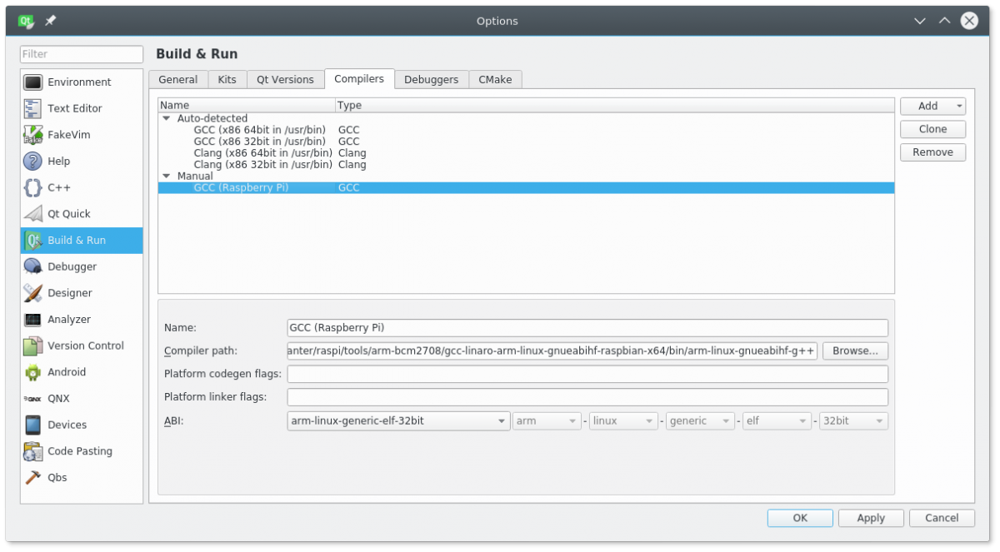 Options
Filter
Build & Run
Environment
Text Editor
FakeVim
Help
C++
Qt Quick
Build & Run
Debugger
Designer
Analyzer
Version Control
Android
QNX
Devices
Code Pasting
Qbs
General Kits Qt Versions Compilers Debuggers CMake
Name Type
Auto-detected
GCC (x86 64bit in /usr/bin) GCC
GCC (x86 32bit in /usr/bin) GCC
Clang (x86 64bit in /usr/bin) Clang
Clang (x86 32bit in /usr/bin) Clang
Manual
GCC (Raspberry Pi) GCC
Add
Clone
Remove
Name: GCC (Raspberry Pi)
Compiler path: anter/raspi/tools/arm-bcm2708/gcc-linaro-arm-linux-gnueabihf-raspbian-x64/bin/arm-linux-gnueabihf-g++ Browse...
Platform codegen flags:
Platform linker flags:
ABI: arm-linux-generic-elf-32bit arm - linux - generic - elf - 32bit
OK Apply Cancel